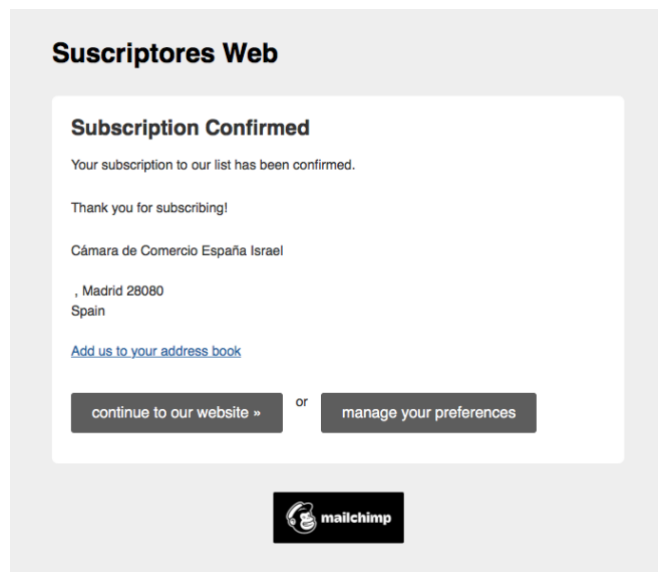 Suscriptores Web
Subscription Confirmed
Your subscription to our list has been confirmed.
Thank you for subscribing!
Cámara de Comercio España Israel
, Madrid 28080
Spain
Add us to your address book
continue to our website » or manage your preferences
mailchimp